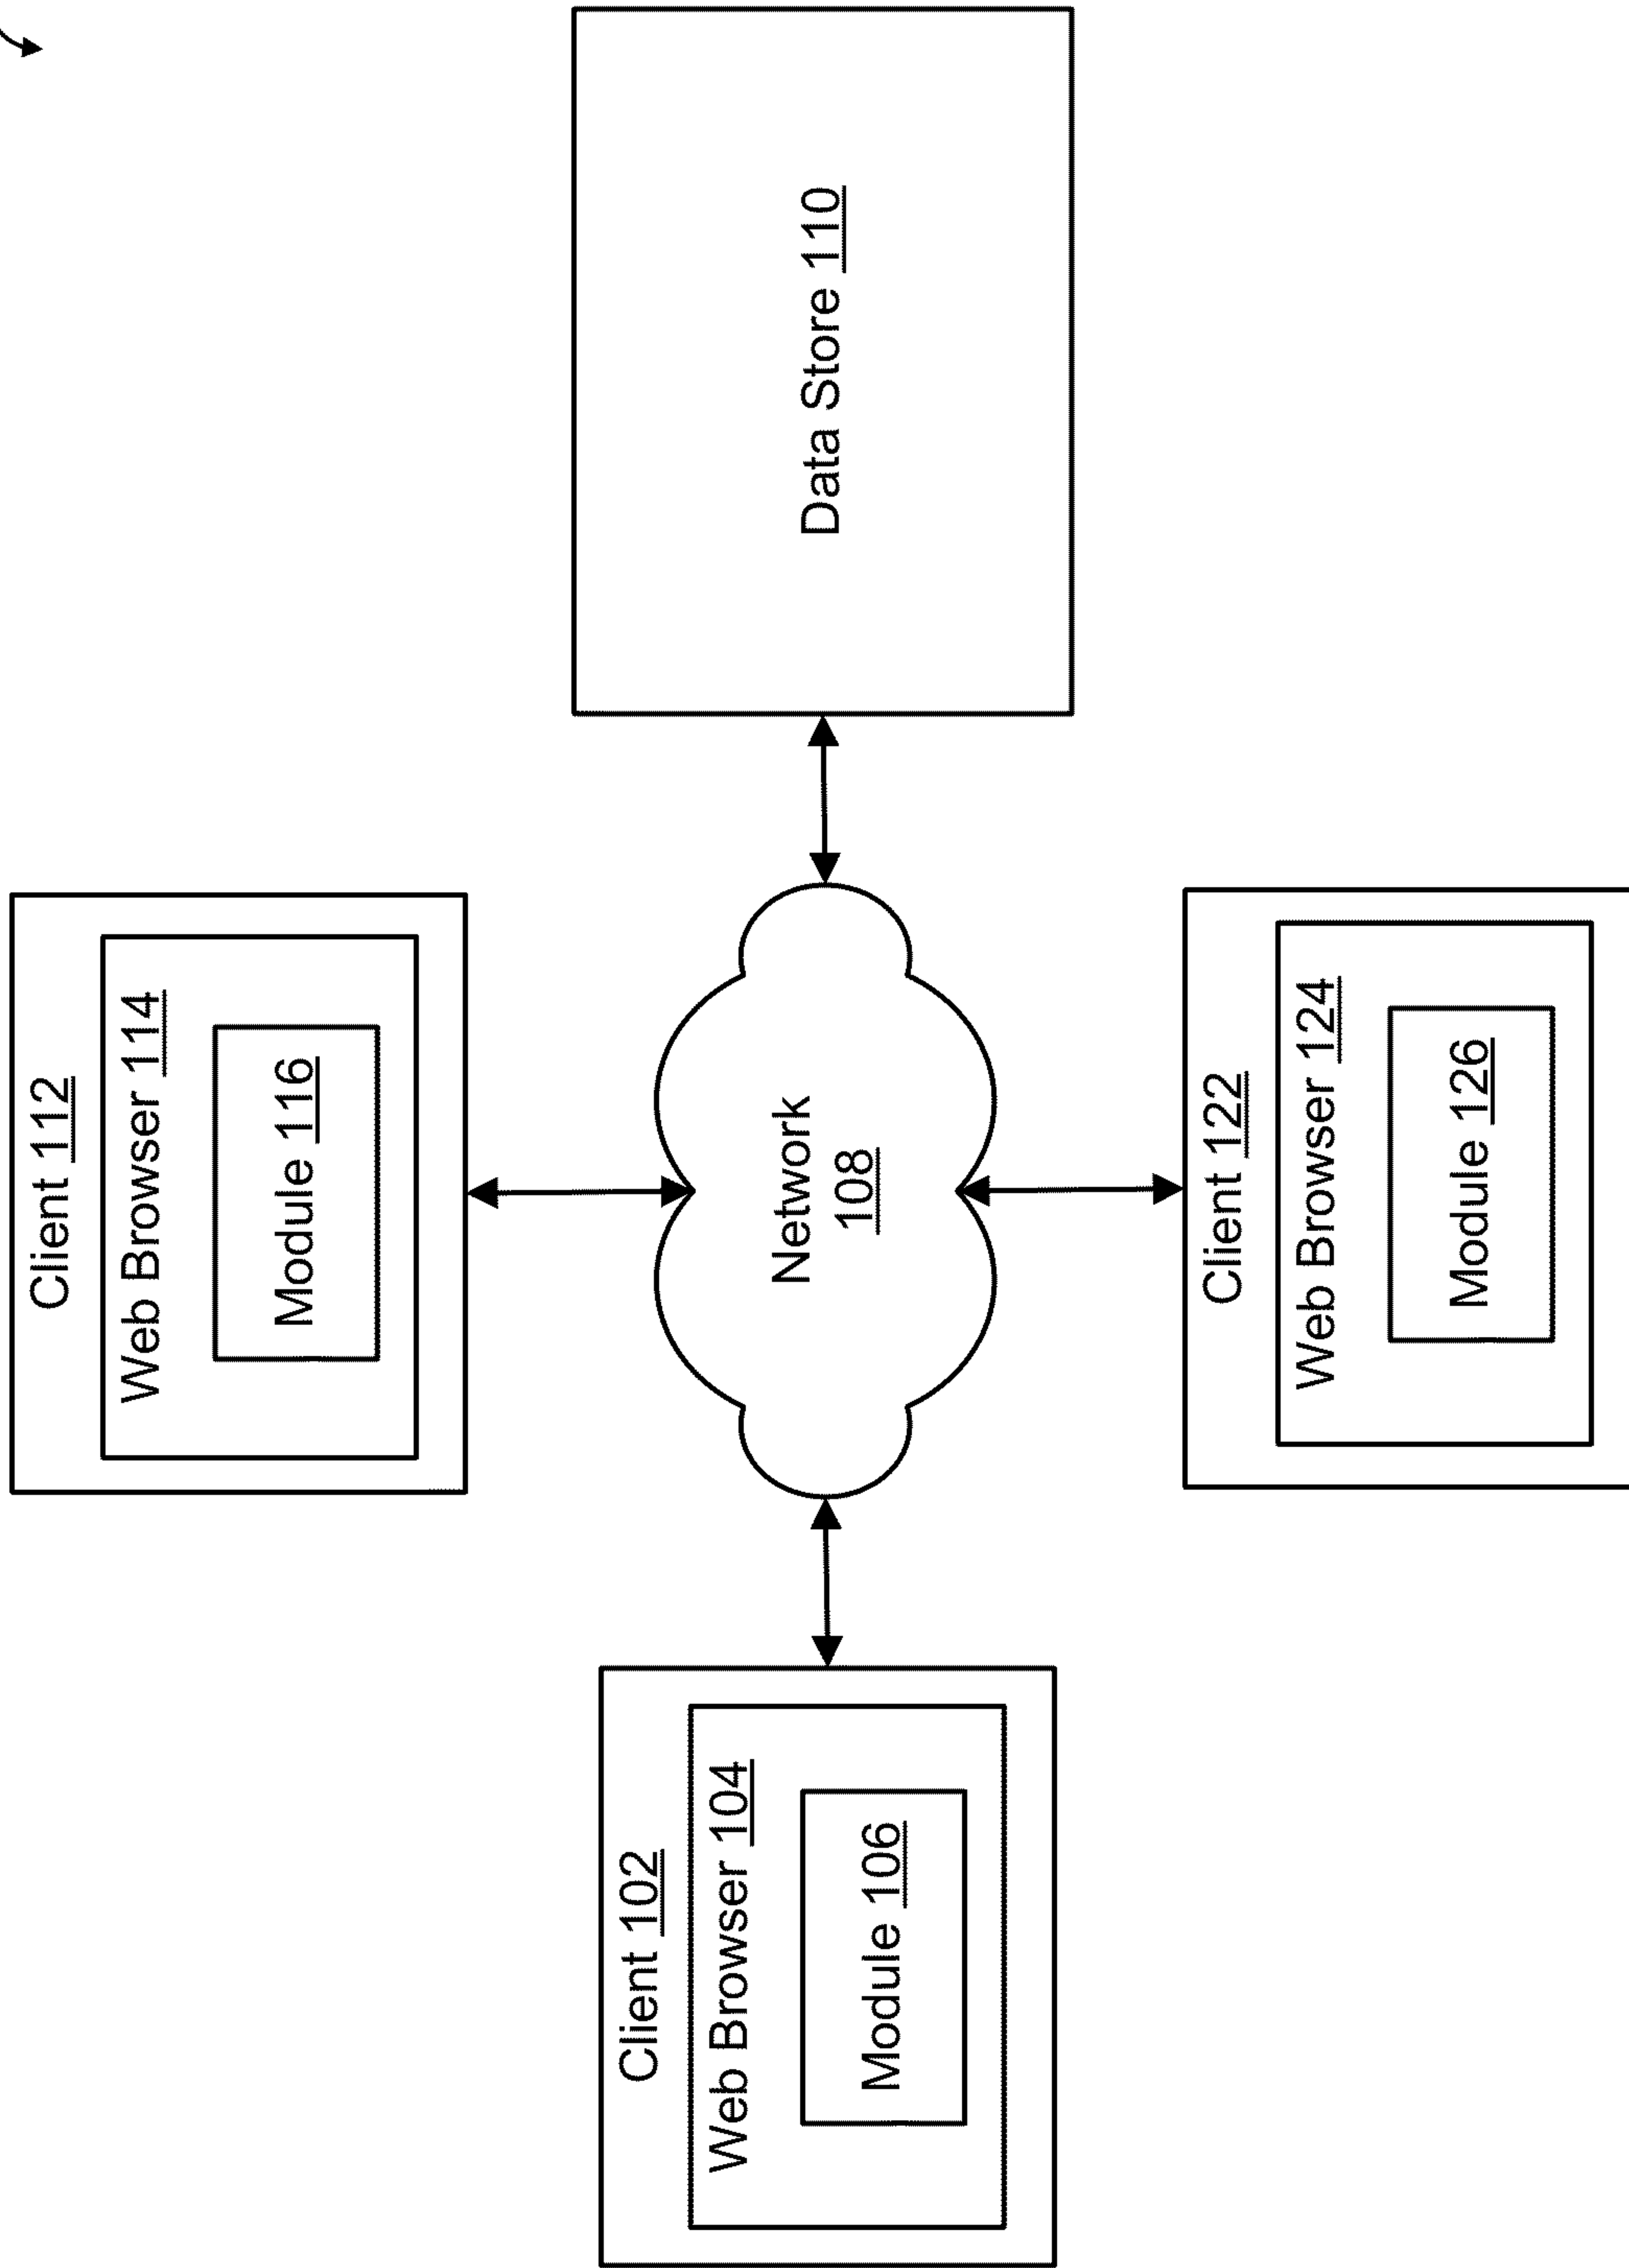 Client 112
Web Browser 114
Module 116
Client 102
Web Browser 104
Module 106
Network
108
Data Store 110
Client 122
Web Browser 124
Module 126